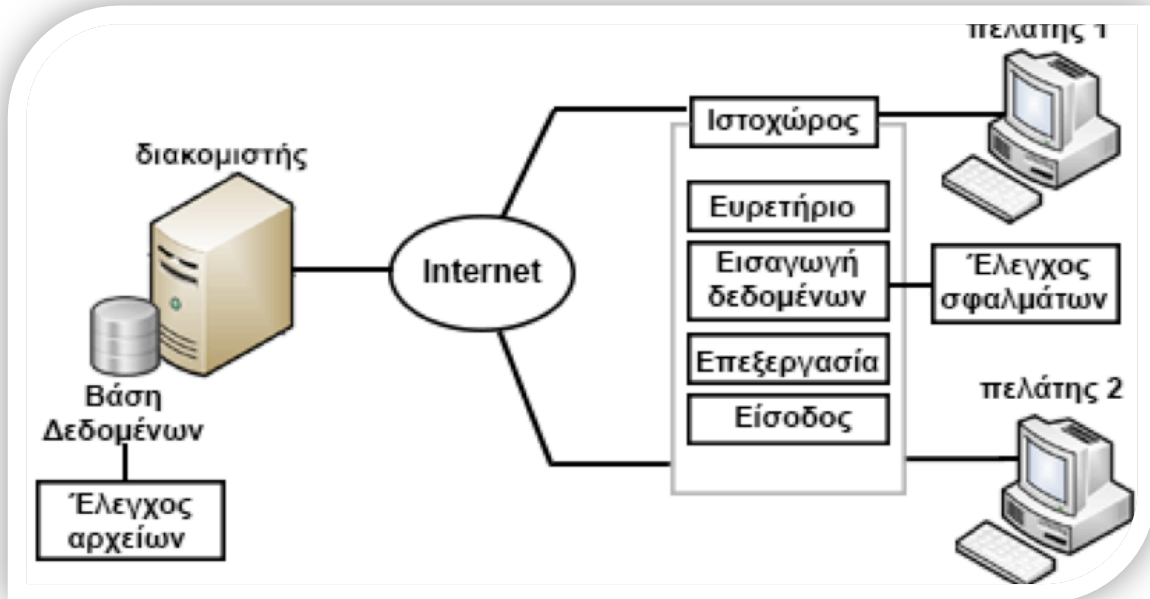 πελάτης 1
Ιστοχώρος
διακομιστής
Ευρετήριο
Internet
Εισαγωγή
δεδομένων
Έλεγχος
σφαλμάτων
Επεξεργασία
Είσοδος
πελάτης 2
Βάση
Δεδομένων
Έλεγχος
αρχείων